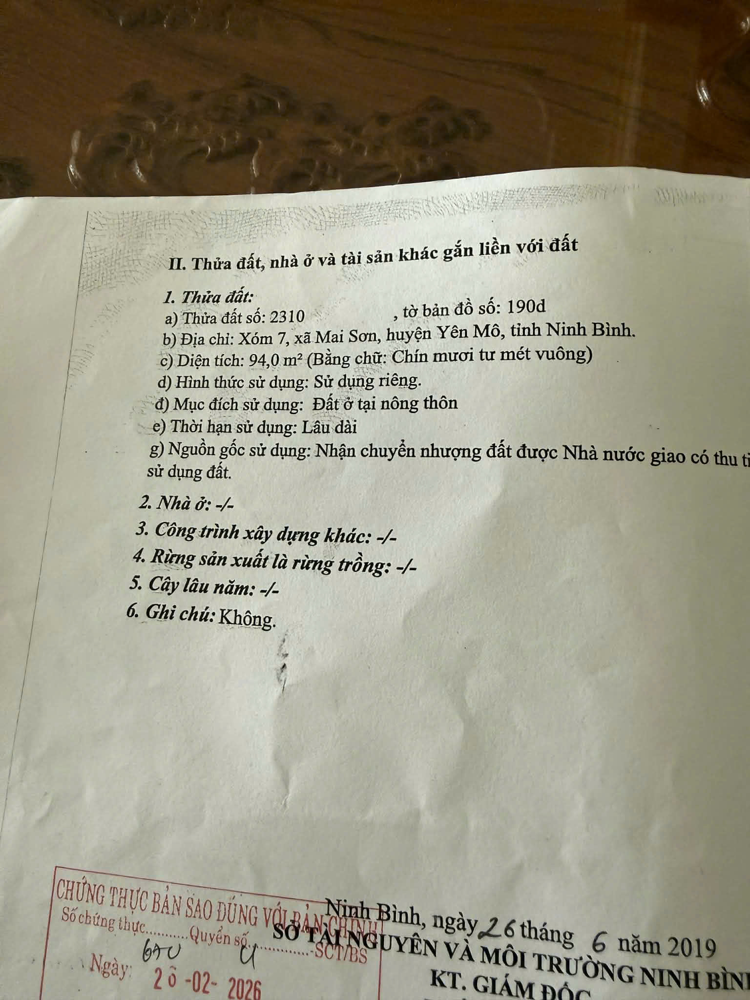 II. Thửa đất, nhà ở và tài sản khác gắn liền với đất
1. Thửa đất:
a) Thửa đất số: 2310 , tờ bản đồ số: 190d
b) Địa chỉ: Xóm 7, xã Mai Sơn, huyện Yên Mô, tỉnh Ninh Bình.
c) Diện tích: 94,0 m² (Bằng chữ: Chín mươi tư mét vuông)
d) Hình thức sử dụng: Sử dụng riêng.
đ) Mục đích sử dụng: Đất ở tại nông thôn
e) Thời hạn sử dụng: Lâu dài
g) Nguồn gốc sử dụng: Nhận chuyển nhượng đất được Nhà nước giao có thu
sử dụng đất.
2. Nhà ở: -/-
3. Công trình xây dựng khác: -/-
4. Rừng sản xuất là rừng trồng: -/-
5. Cây lâu năm: -/-
6. Ghi chú: Không.
Ninh Bình, ngày 26 tháng 6 năm 2019
SỞ TÀI NGUYÊN VÀ MÔI TRƯỜNG NINH BÌNH
KT. GIÁM ĐỐC
CHỨNG THỰC BẢN SAO ĐÚNG VỚI BẢN CHÍNH
Số chứng thực...........Quyển số...............-SCT/BS
Ngày: -02- 2026